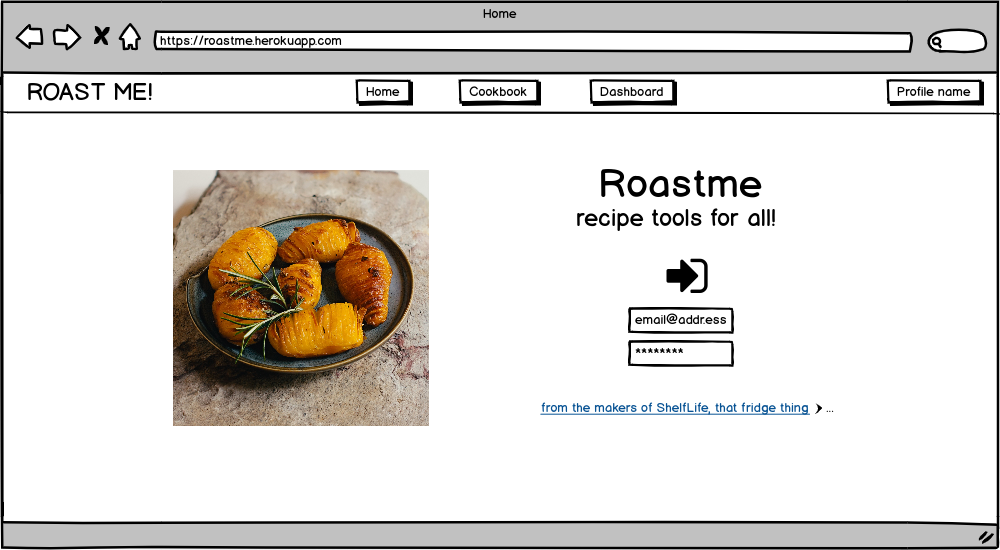 Home
https://roastme.herokuapp.com
ROAST ME!
Home
Cookbook
Dashboard
Profile name
Roastme
recipe tools for all!
email@address
********
from the makers of ShelfLife, that fridge thing ...